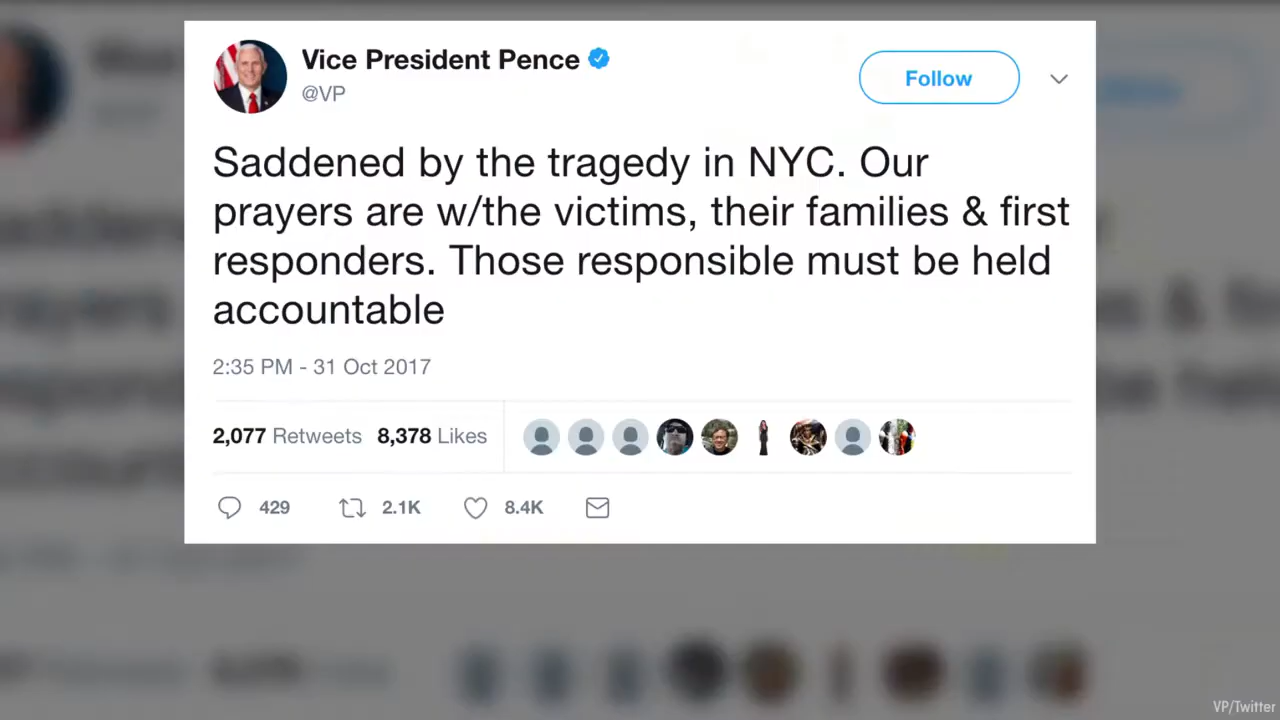 Vice President Pence
@VP
Follow
Saddened by the tragedy in NYC. Our
prayers are w/the victims, their families & first
responders. Those responsible must be held
accountable
2:35 PM - 31 Oct 2017
2,077 Retweets 8,378 Likes
429 2.1K 8.4K
VP/Twitter